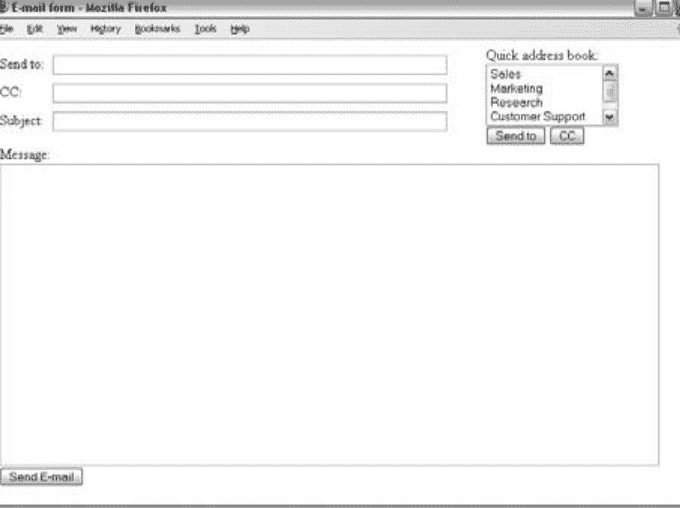 E-mail form - Mozilla Firefox
File Edit View History Bookmarks Tools Help
Send to:
CC:
Subject:
Quick address book:
Sales
Marketing
Research
Customer Support
Send to CC
Message:
Send E-mail